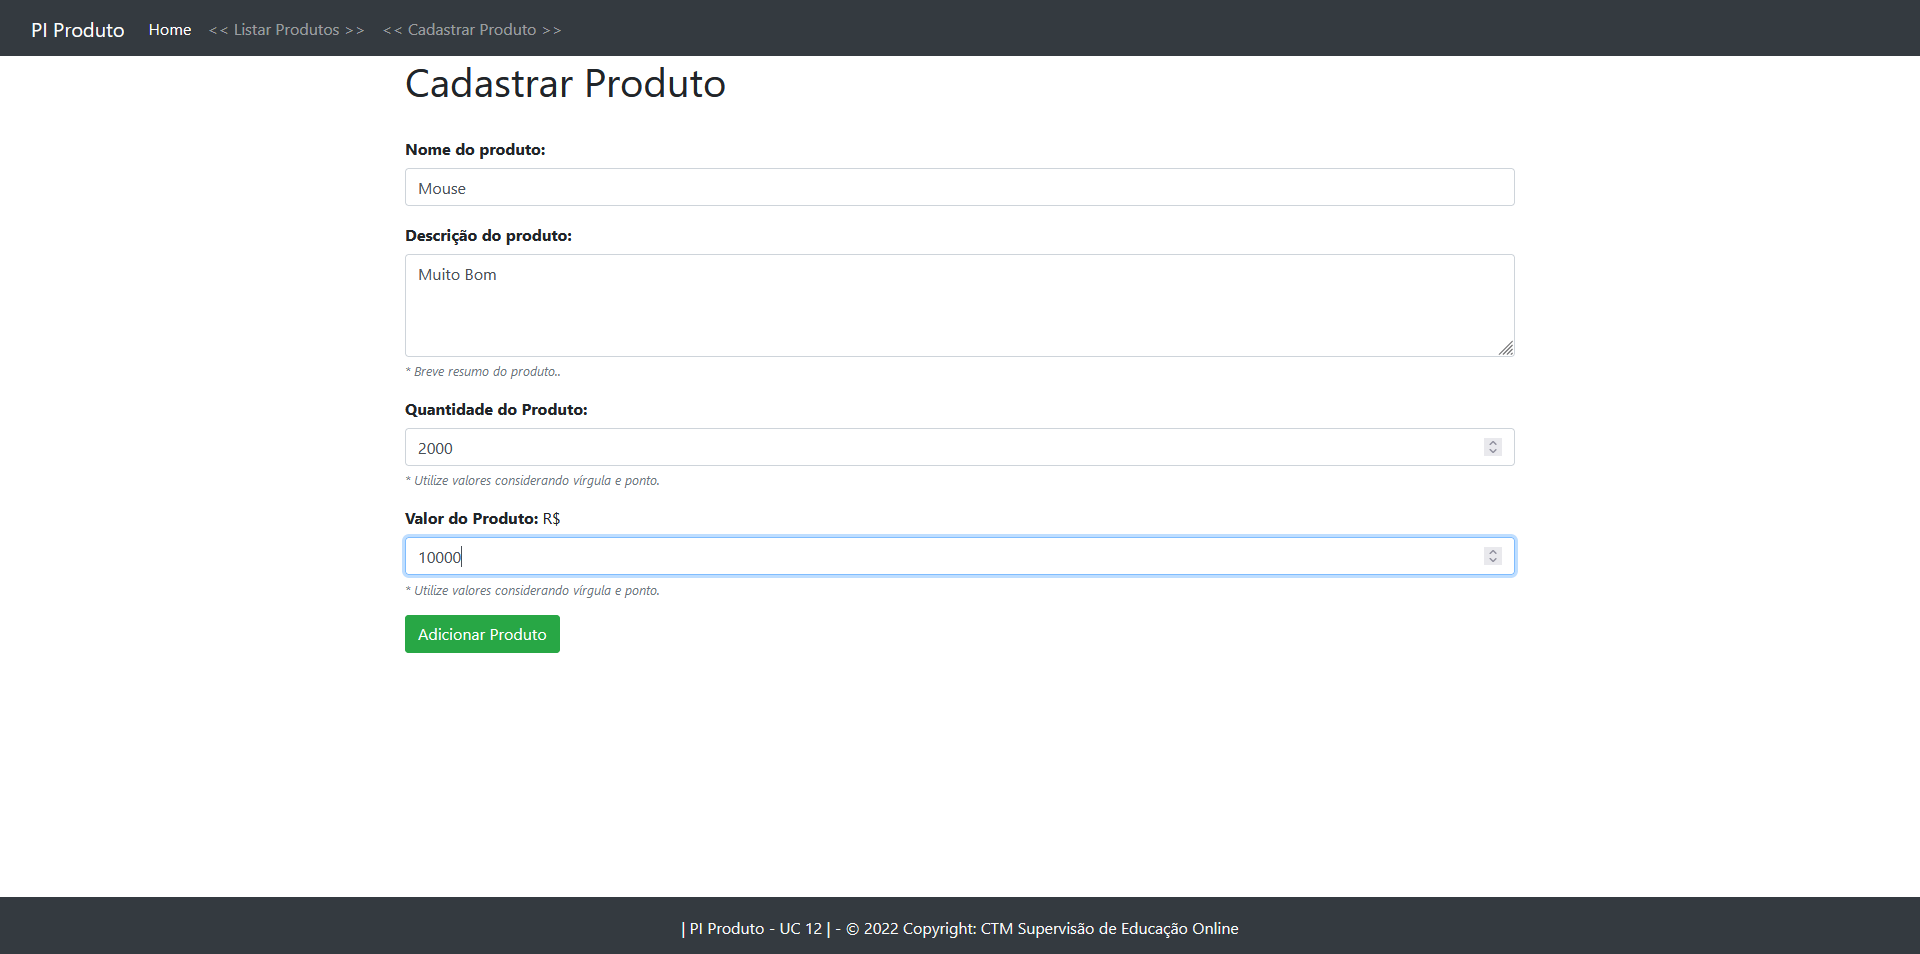 PI Produto Home << Listar Produtos >> << Cadastrar Produto >>
Cadastrar Produto
Nome do produto:
Mouse
Descrição do produto:
Muito Bom
* Breve resumo do produto..
Quantidade do Produto:
2000
* Utilize valores considerando vírgula e ponto.
Valor do Produto: R$
10000
* Utilize valores considerando vírgula e ponto.
Adicionar Produto
| PI Produto - UC 12 | - © 2022 Copyright: CTM Supervisão de Educação Online